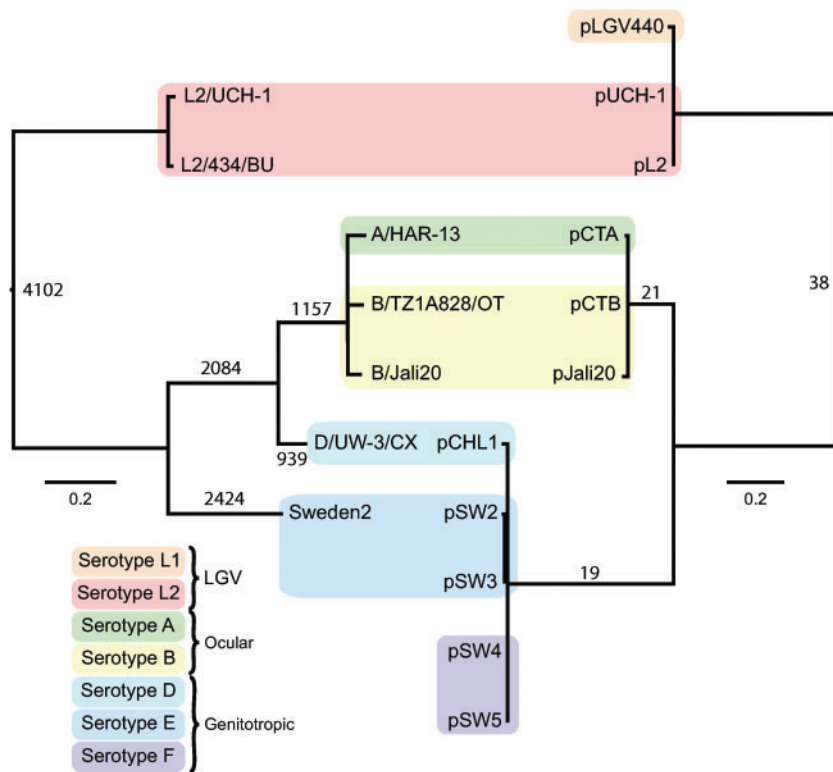 pLGV440
L2/UCH-1 pUCH-1
L2/434/BU pL2
A/HAR-13 pCTA
4102 38
1157 B/TZ1A828/OT pCTB 21
2084 B/Jali20 pJali20
D/UW-3/CX pCHL1
939
0.2 0.2
2424 Sweden2 pSW2
pSW3 19
Serotype L1
LGV
Serotype L2
Serotype A
Ocular
Serotype B
pSW4
Serotype D
Serotype E
Genitotropic
pSW5
Serotype F